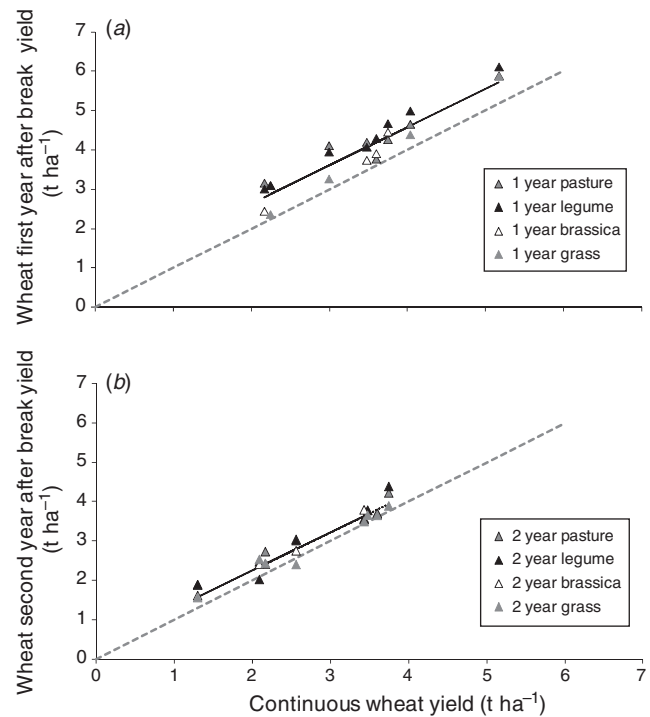 (a)
Wheat first year after break yield
(t ha⁻¹)
7
6
5
4
3
2
1
0
1 year pasture
1 year legume
1 year brassica
1 year grass
(b)
Wheat second year after break yield
(t ha⁻¹)
7
6
5
4
3
2
1
0
2 year pasture
2 year legume
2 year brassica
2 year grass
0 1 2 3 4 5 6 7
Continuous wheat yield (t ha⁻¹)